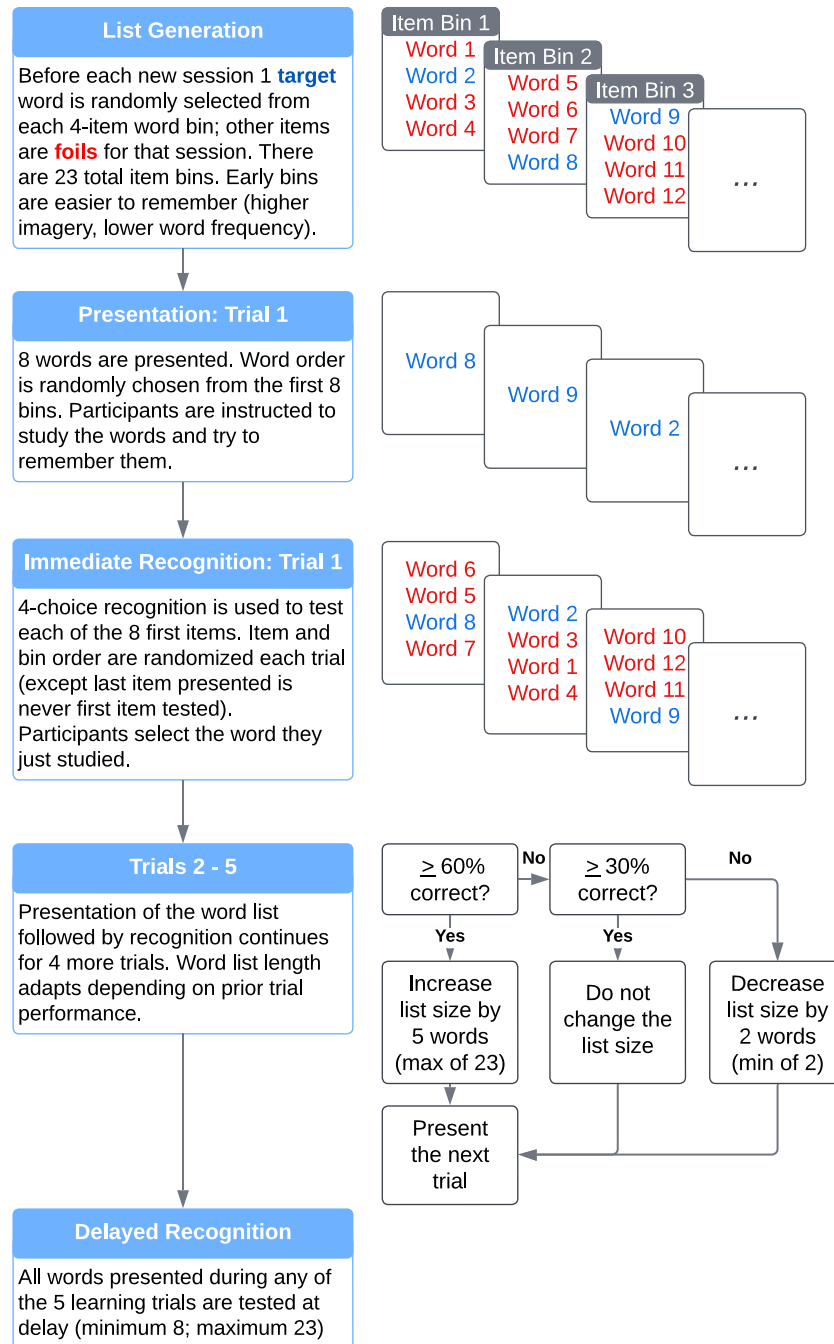 List Generation
Before each new session 1 target
word is randomly selected from
each 4-item word bin; other items
are foils for that session. There
are 23 total item bins. Early bins
are easier to remember (higher
imagery, lower word frequency).
Item Bin 1
Word 1
Word 2
Word 3
Word 4
Item Bin 2
Word 5
Word 6
Word 7
Word 8
Item Bin 3
Word 9
Word 10
Word 11
Word 12
...
Presentation: Trial 1
8 words are presented. Word order
is randomly chosen from the first 8
bins. Participants are instructed to
study the words and try to
remember them.
Word 8
Word 9
Word 2
...
Immediate Recognition: Trial 1
4-choice recognition is used to test
each of the 8 first items. Item and
bin order are randomized each trial
(except last item presented is
never first item tested).
Participants select the word they
just studied.
Word 6
Word 5
Word 8
Word 7
Word 2
Word 3
Word 1
Word 4
Word 10
Word 12
Word 11
Word 9
...
Trials 2 - 5
Presentation of the word list
followed by recognition continues
for 4 more trials. Word list length
adapts depending on prior trial
performance.
≥ 60%
correct?
No
≥ 30%
correct?
No
Yes
Yes
Increase
list size by
5 words
(max of 23)
Do not
change the
list size
Decrease
list size by
2 words
(min of 2)
Present
the next
trial
Delayed Recognition
All words presented during any of
the 5 learning trials are tested at
delay (minimum 8; maximum 23)